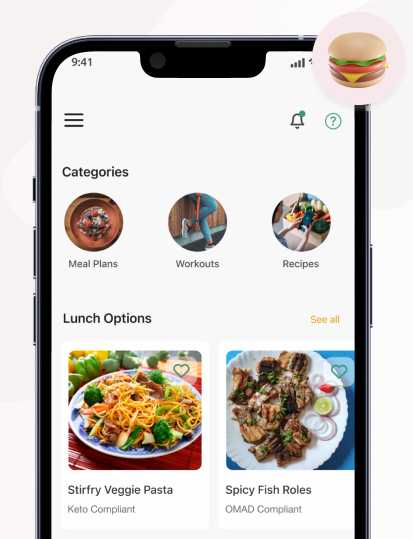 9:41
?
Categories
Meal Plans
Workouts
Recipes
Lunch Options
See all
Stirfry Veggie Pasta
Spicy Fish Roles
Keto Compliant
OMAD Compliant